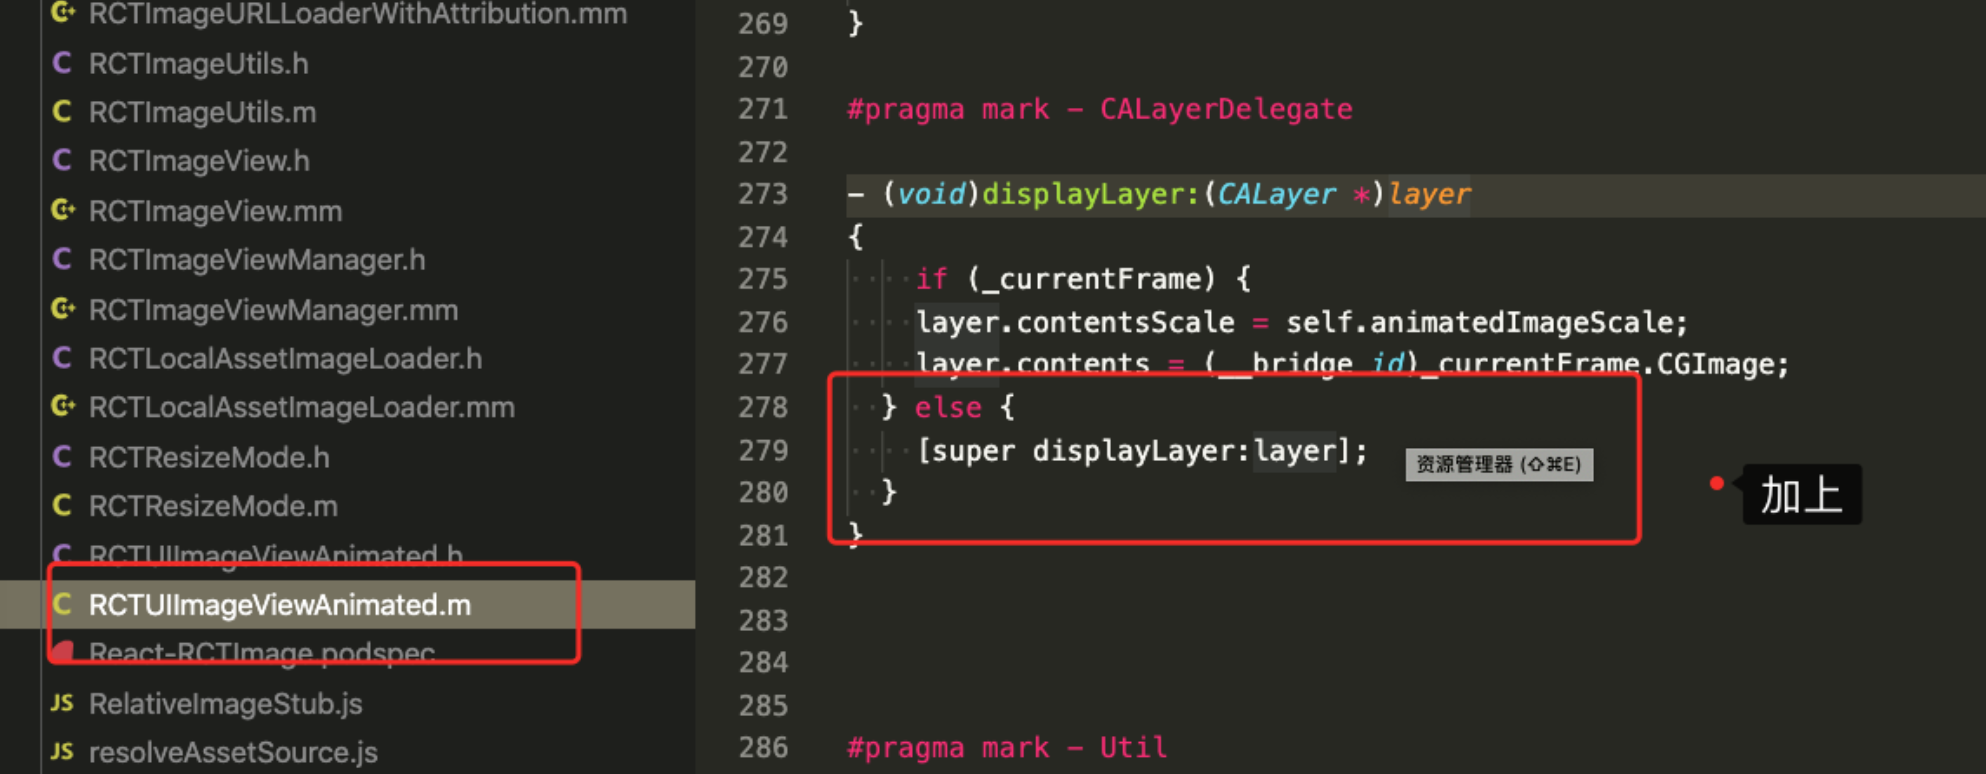 RCTImageURLLoaderWithAttribution.mm
RCTImageUtils.h
RCTImageUtils.m
RCTImageView.h
RCTImageView.mm
RCTImageViewManager.h
RCTImageViewManager.mm
RCTLocalAssetImageLoader.h
RCTLocalAssetImageLoader.mm
RCTResizeMode.h
RCTResizeMode.m
RCTUIImageViewAnimated.h
RCTUIImageViewAnimated.m
React-RCTImage.podspec
JS RelativeImageStub.js
JS resolveAssetSource.js
269 }
270
271 #pragma mark - CALayerDelegate
272
273 - (void)displayLayer:(CALayer *)layer
274 {
275 if (_currentFrame) {
276 layer.contentsScale = self.animatedImageScale;
277 layer.contents = (__bridge id)_currentFrame.CGImage;
278 } else {
279 [super displayLayer:layer];
280 }
281 }
282
283
284
285
286 #pragma mark - Util
资源管理器 (⇧⌘E)
加上